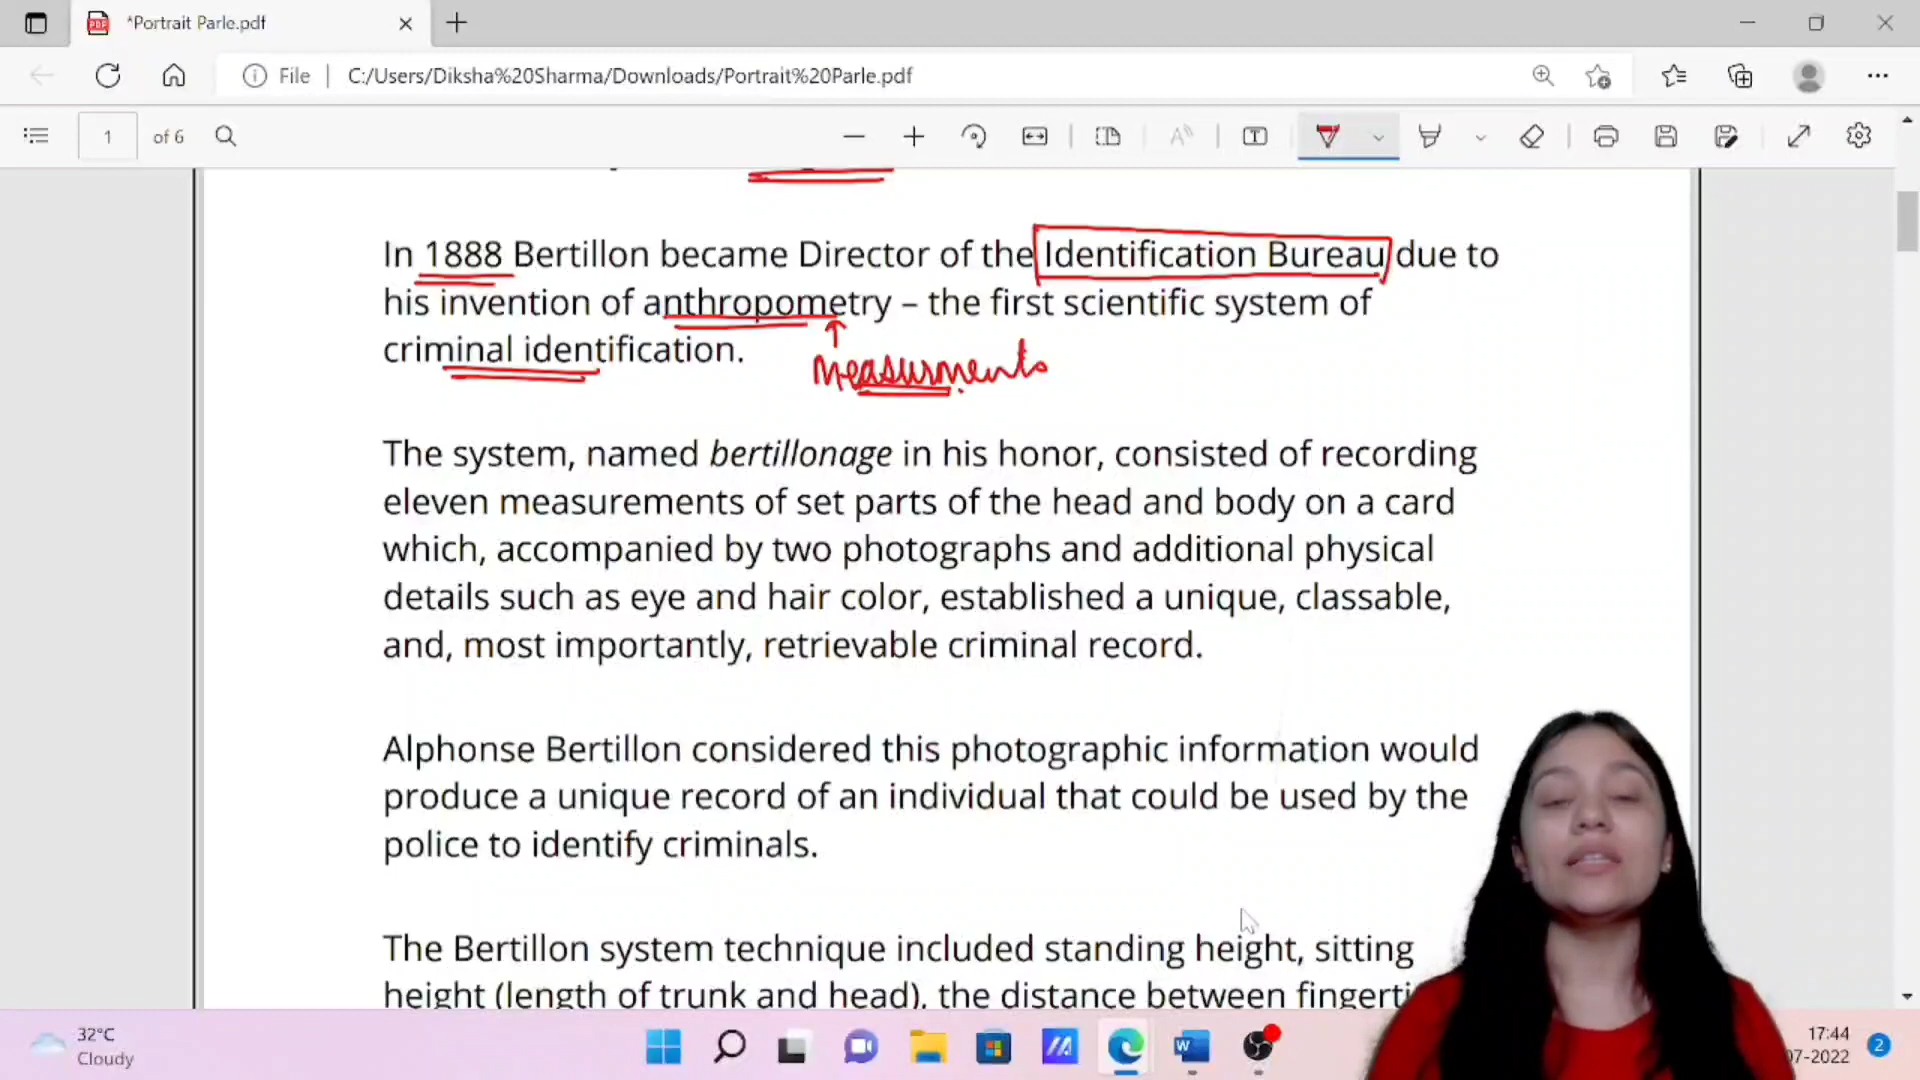 *Portrait Parle.pdf
File
C:/Users/Diksha%20Sharma/Downloads/Portrait%20Parle.pdf
1 of 6
In 1888 Bertillon became Director of the Identification Bureau due to
his invention of anthropometry – the first scientific system of
criminal identification.
Measurments
The system, named bertillonage in his honor, consisted of recording
eleven measurements of set parts of the head and body on a card
which, accompanied by two photographs and additional physical
details such as eye and hair color, established a unique, classable,
and, most importantly, retrievable criminal record.
Alphonse Bertillon considered this photographic information would
produce a unique record of an individual that could be used by the
police to identify criminals.
The Bertillon system technique included standing height, sitting
height (length of trunk and head), the distance between fingerti
32°C
Cloudy
17:44
07-2022
2